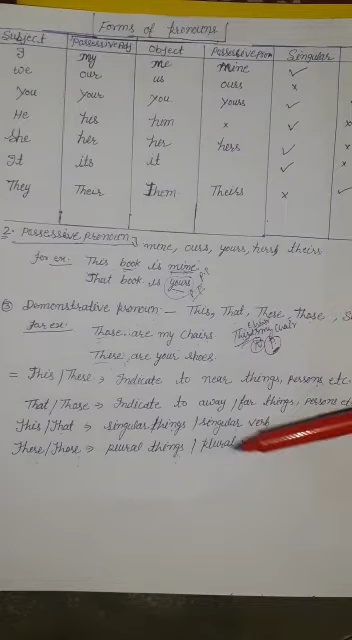 Forms of pronouns
Subject Possessive Adj Object Possessive Pron Singular
I my me mine ✓
We our us ours ×
You your you yours
He his him × ✓ ×
She her her hers ✓ ×
It its it ✓ ×
They Their Them Theirs × ✓
2. Possessive pronoun} mine, ours, yours, hers, theirs
for ex. This book is mine.
That book is yours
③ Demonstrative pronoun - This, That, These, Those,
for ex. Those are my chairs.
These are your shoes.
= This/These → Indicate to near things, persons etc.
That/Those → Indicate to away/far things, persons etc
This/That → singular things/singular verb
These/Those → plural things/plural